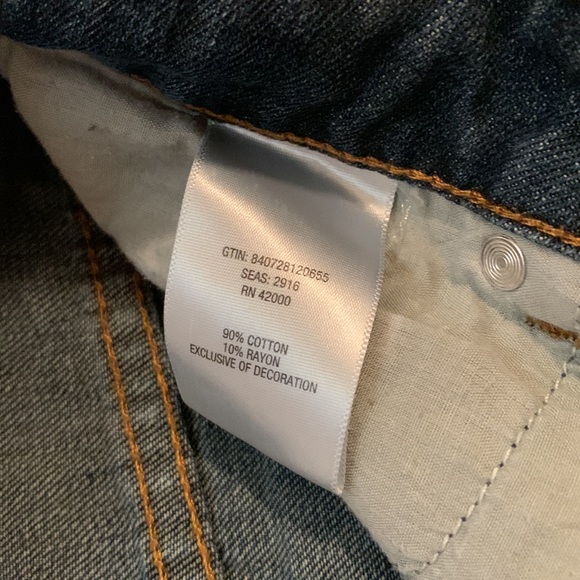 GTIN: 840728120655
SEAS: 2916
RN 42000
90% COTTON
10% RAYON
EXCLUSIVE OF DECORATION